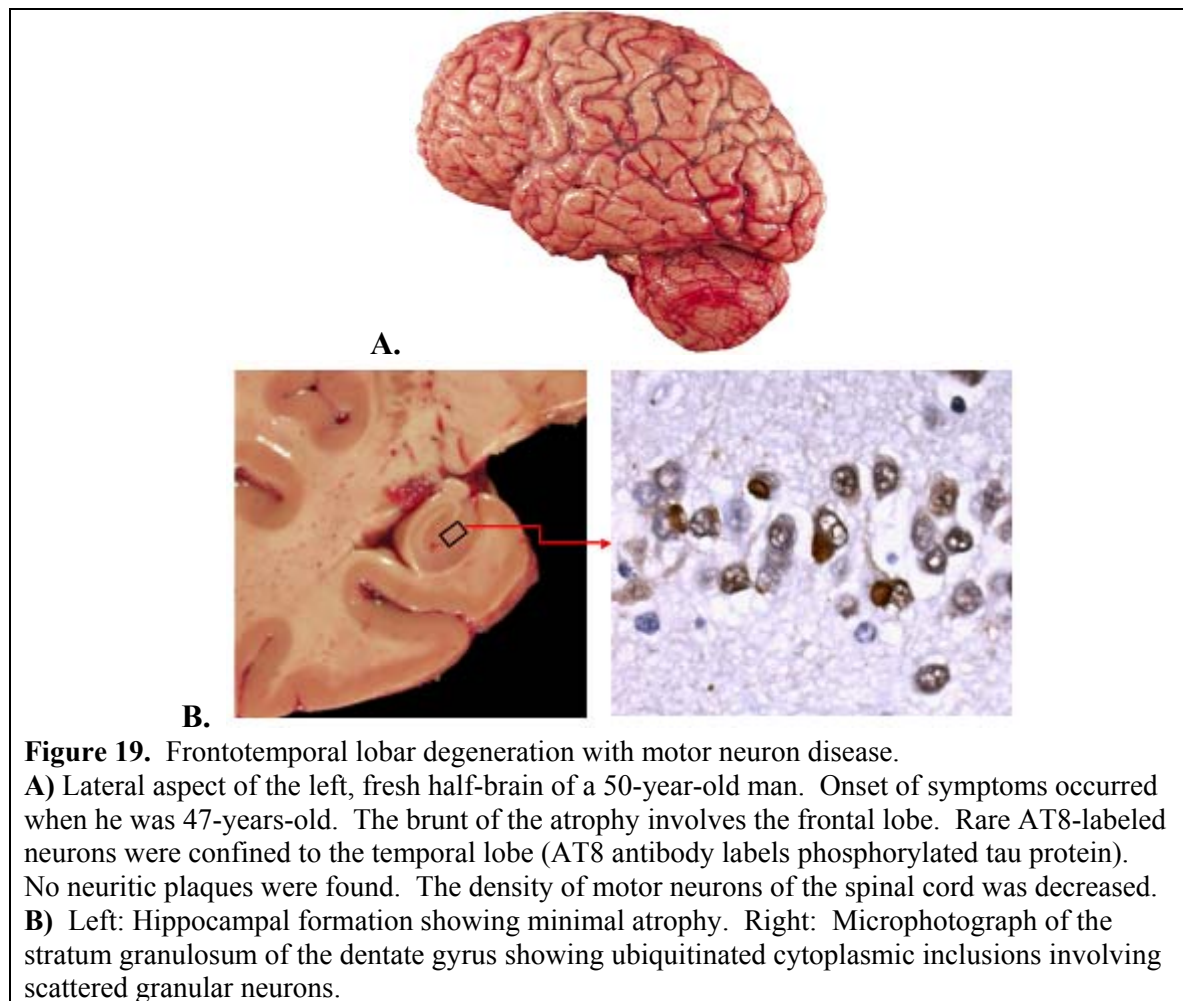 A.
B.
Figure 19. Frontotemporal lobar degeneration with motor neuron disease.
A) Lateral aspect of the left, fresh half-brain of a 50-year-old man. Onset of symptoms occurred
when he was 47-years-old. The brunt of the atrophy involves the frontal lobe. Rare AT8-labeled
neurons were confined to the temporal lobe (AT8 antibody labels phosphorylated tau protein).
No neuritic plaques were found. The density of motor neurons of the spinal cord was decreased.
B) Left: Hippocampal formation showing minimal atrophy. Right: Microphotograph of the
stratum granulosum of the dentate gyrus showing ubiquitinated cytoplasmic inclusions involving
scattered granular neurons.